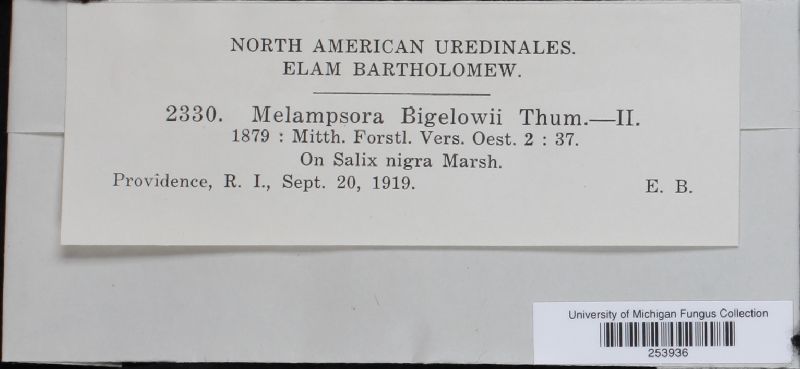 NORTH AMERICAN UREDINALES.
ELAM BARTHOLOMEW.
2330. Melampsora Bigelowii Thum.—II.
1879 : Mitth. Forstl. Vers. Oest. 2 : 37.
On Salix nigra Marsh.
Providence, R. I., Sept. 20, 1919. E. B.
University of Michigan Fungus Collection
253936